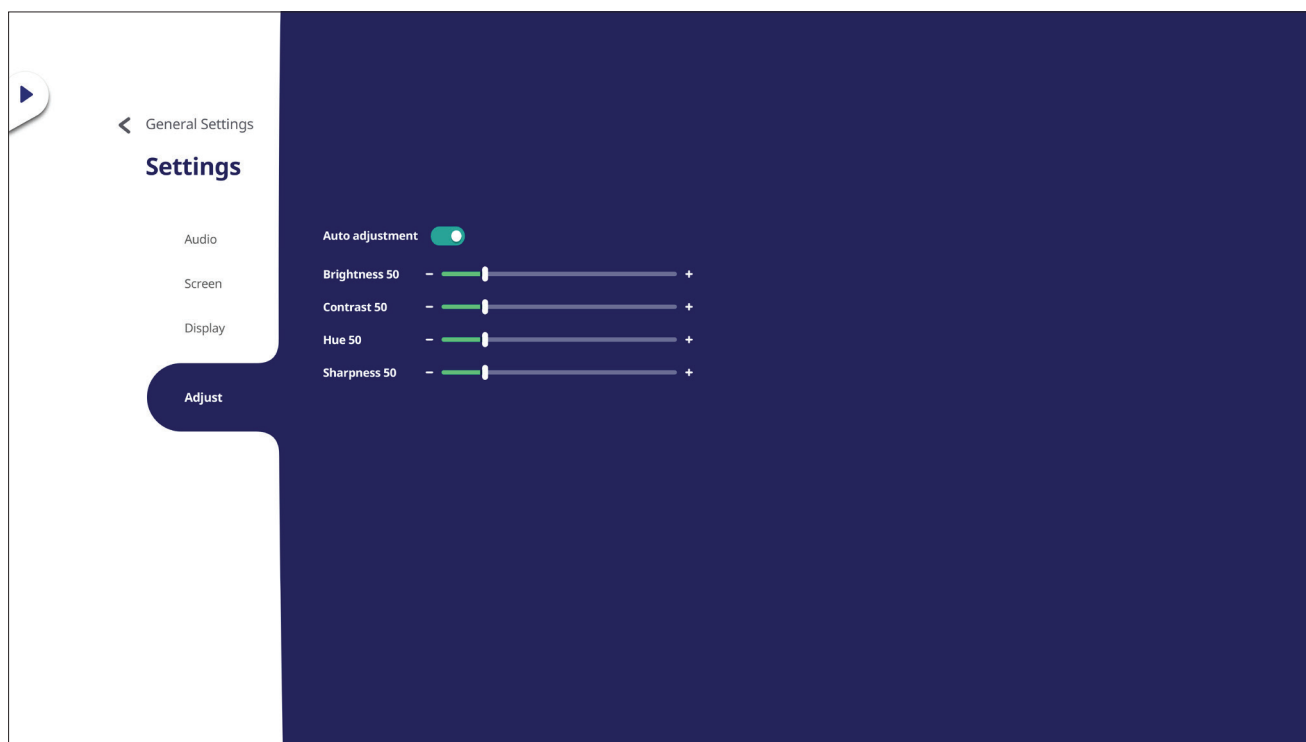 General Settings
Settings
Audio
Screen
Display
Adjust
Auto adjustment
Brightness 50 - +
Contrast 50 - +
Hue 50 - +
Sharpness 50 - +